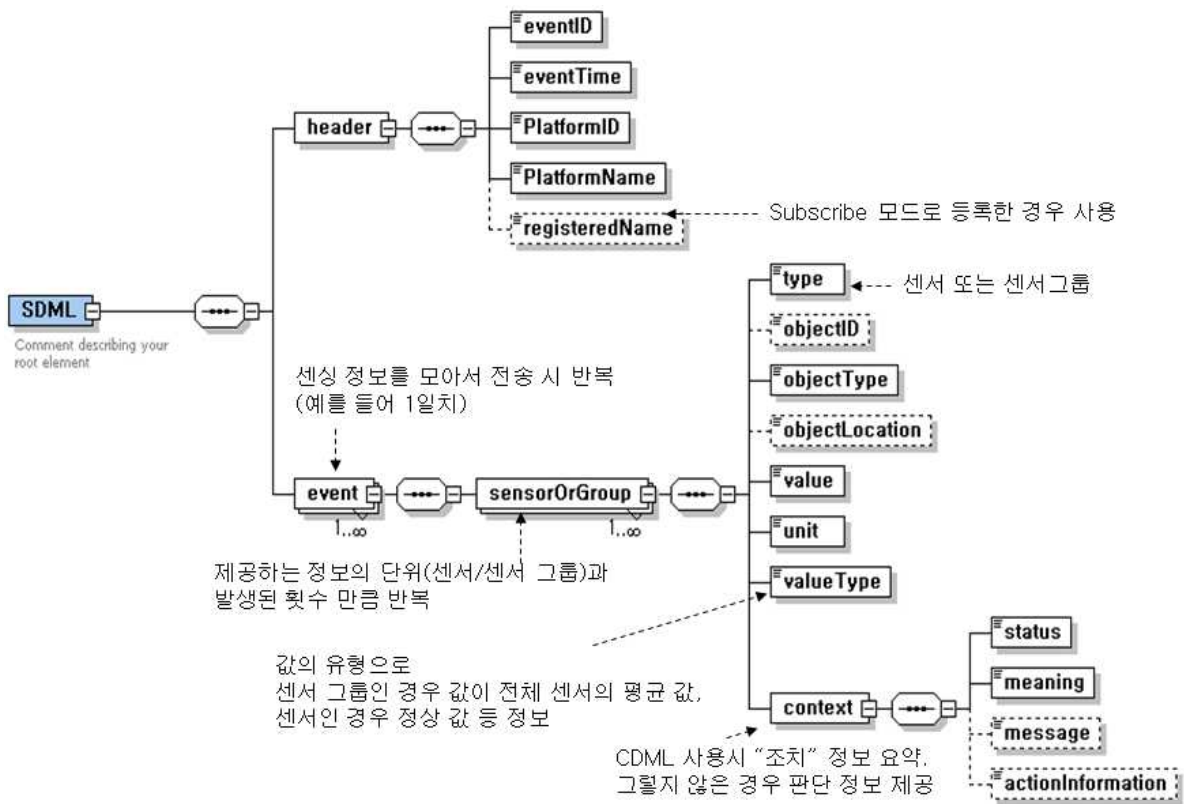 eventID
eventTime
header
PlatformID
PlatformName
registeredName
Subscribe 모드로 등록한 경우 사용
type
센서 또는 센서그룹
SDML
Comment describing your
root element
objectID
센싱 정보를 모아서 전송 시 반복
(예를 들어 1일치)
objectType
objectLocation
event
1..∞
sensorOrGroup
1..∞
value
unit
valueType
제공하는 정보의 단위(센서/센서 그룹)과
발생된 횟수 만큼 반복
값의 유형으로
센서 그룹인 경우 값이 전체 센서의 평균 값,
센서인 경우 정상 값 등 정보
context
status
meaning
message
actionInformation
CDML 사용시 “조치” 정보 요약.
그렇지 않은 경우 판단 정보 제공